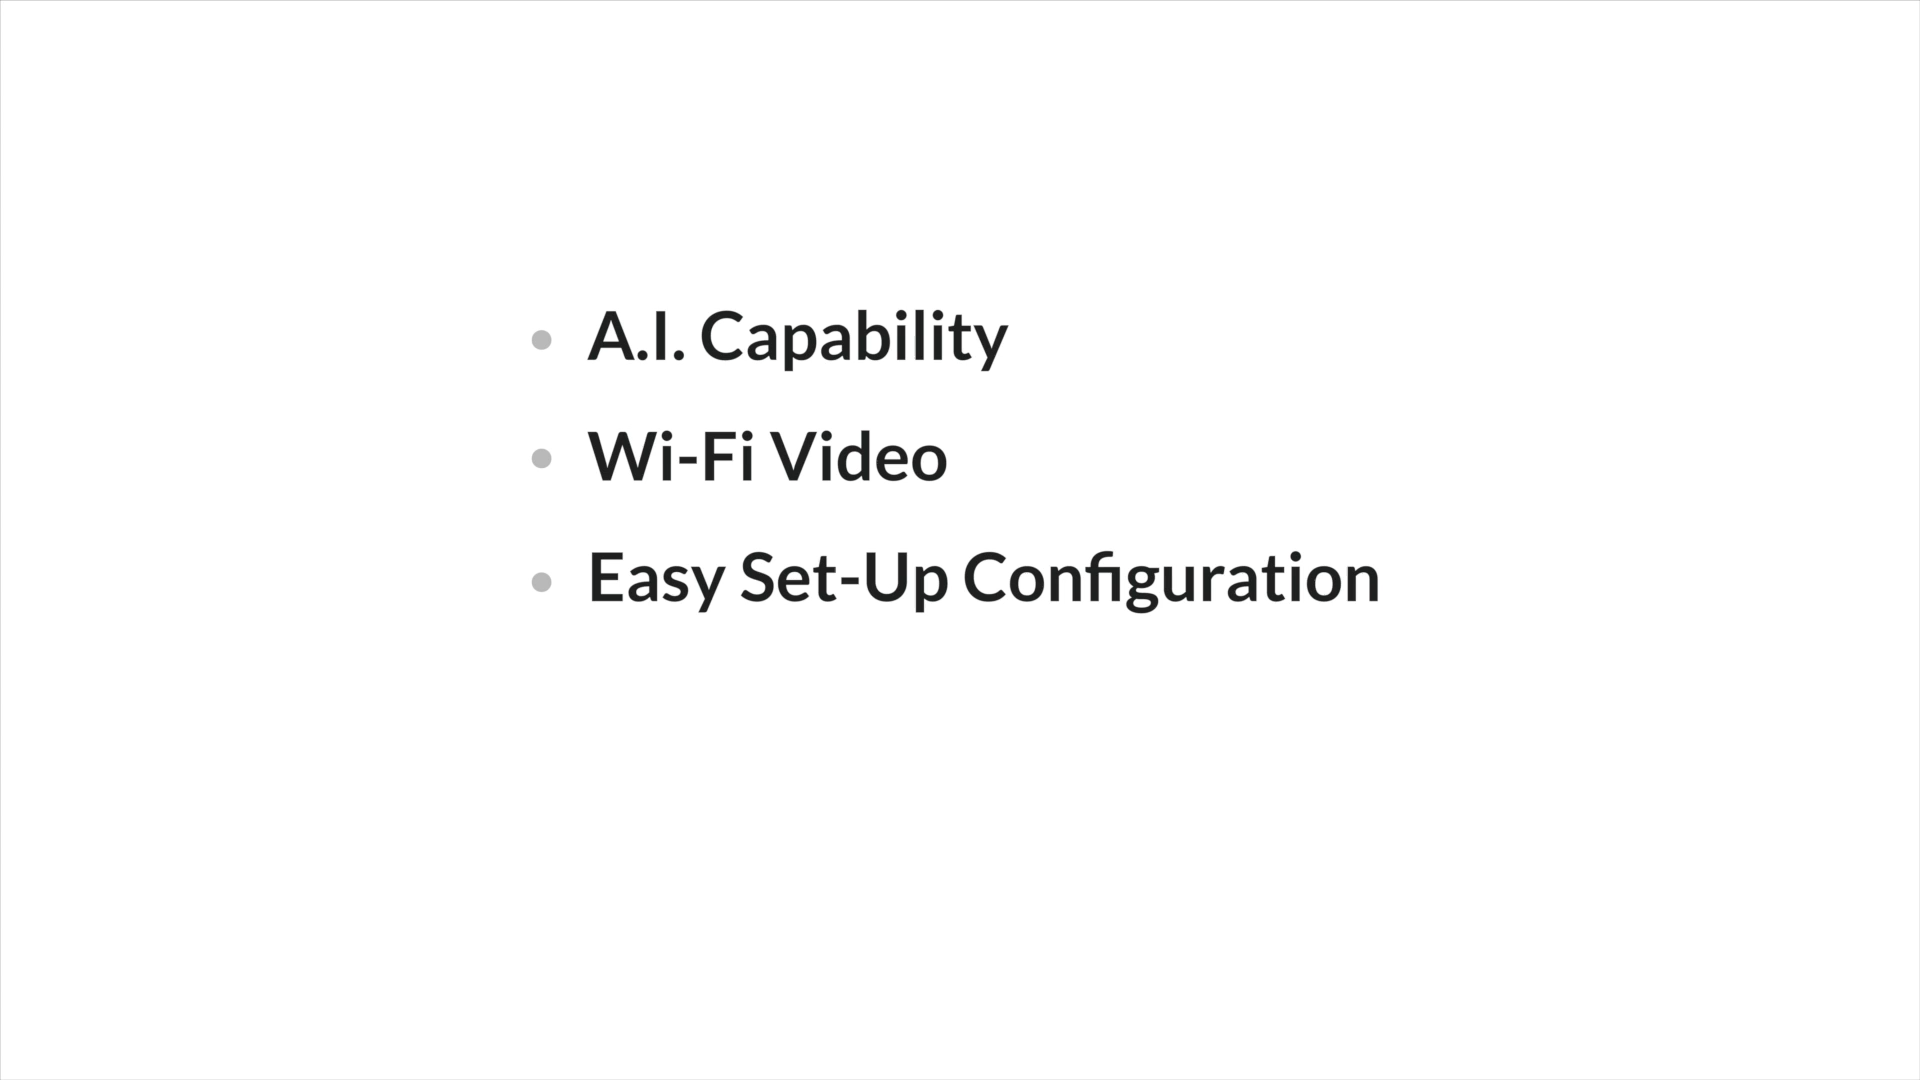 • A.I. Capability
• Wi-Fi Video
• Easy Set-Up Configuration